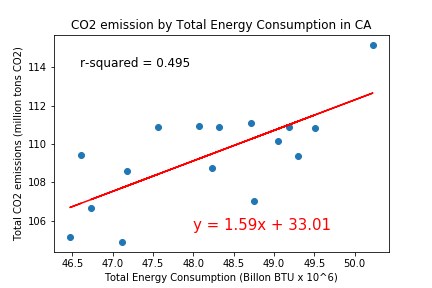 CO2 emission by Total Energy Consumption in CA
r-squared = 0.495
Total CO2 emissions (million tons CO2)
114
112
110
108
106
y = 1.59x + 33.01
46.5 47.0 47.5 48.0 48.5 49.0 49.5 50.0
Total Energy Consumption (Billon BTU x 10^6)